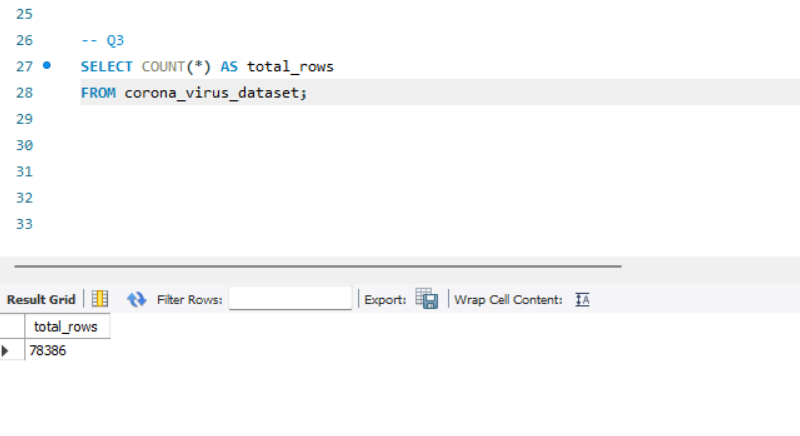 25
26 -- Q3
27 SELECT COUNT(*) AS total_rows
28 FROM corona_virus_dataset;
29
30
31
32
33
Result Grid Filter Rows: Export: Wrap Cell Content: IA
total_rows
78386